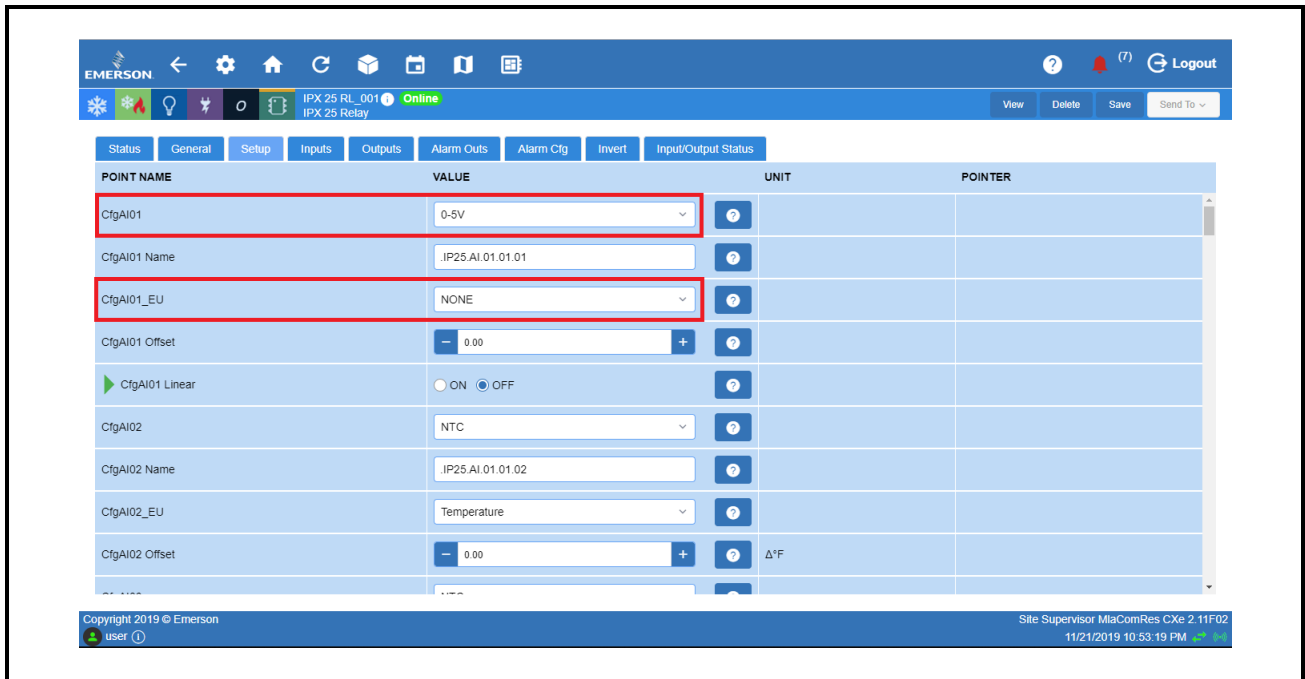 EMERSON.
(7) Logout
IPX 25 RL_001 Online
IPX 25 Relay
View Delete Save Send To
Status General Setup Inputs Outputs Alarm Outs Alarm Cfg Invert Input/Output Status
POINT NAME VALUE UNIT POINTER
CfgAI01 0-5V
CfgAI01 Name .IP25.AI.01.01.01
CfgAI01_EU NONE
CfgAI01 Offset 0.00
CfgAI01 Linear ON OFF
CfgAI02 NTC
CfgAI02 Name .IP25.AI.01.01.02
CfgAI02_EU Temperature
CfgAI02 Offset 0.00 Δ°F
Copyright 2019 © Emerson Site Supervisor MlaComRes CXe 2.11F02
user 11/21/2019 10:53:19 PM